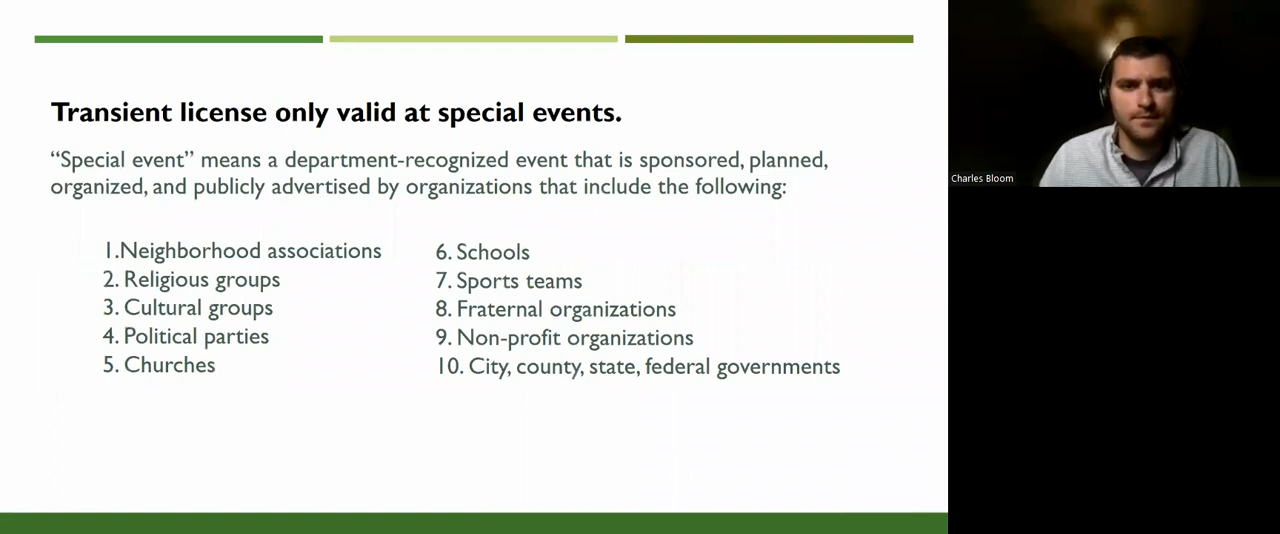 Transient license only valid at special events.
“Special event” means a department-recognized event that is sponsored, planned,
organized, and publicly advertised by organizations that include the following:
1.Neighborhood associations
2. Religious groups
3. Cultural groups
4. Political parties
5. Churches
6. Schools
7. Sports teams
8. Fraternal organizations
9. Non-profit organizations
10. City, county, state, federal governments
Charles Bloom